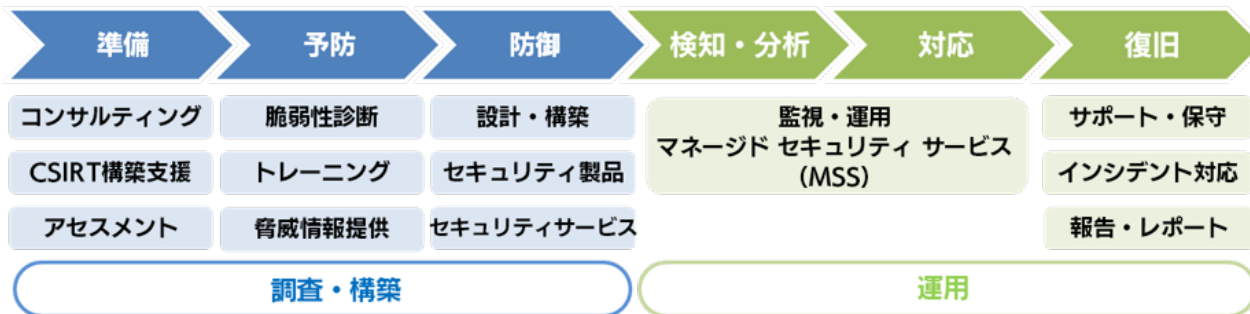 準備
予防
防御
検知・分析
対応
復旧
コンサルティング
脆弱性診断
設計・構築
監視・運用
マネージド セキュリティ サービス
（MSS）
サポート・保守
CSIRT構築支援
トレーニング
セキュリティ製品
インシデント対応
アセスメント
脅威情報提供
セキュリティサービス
報告・レポート
調査・構築
運用